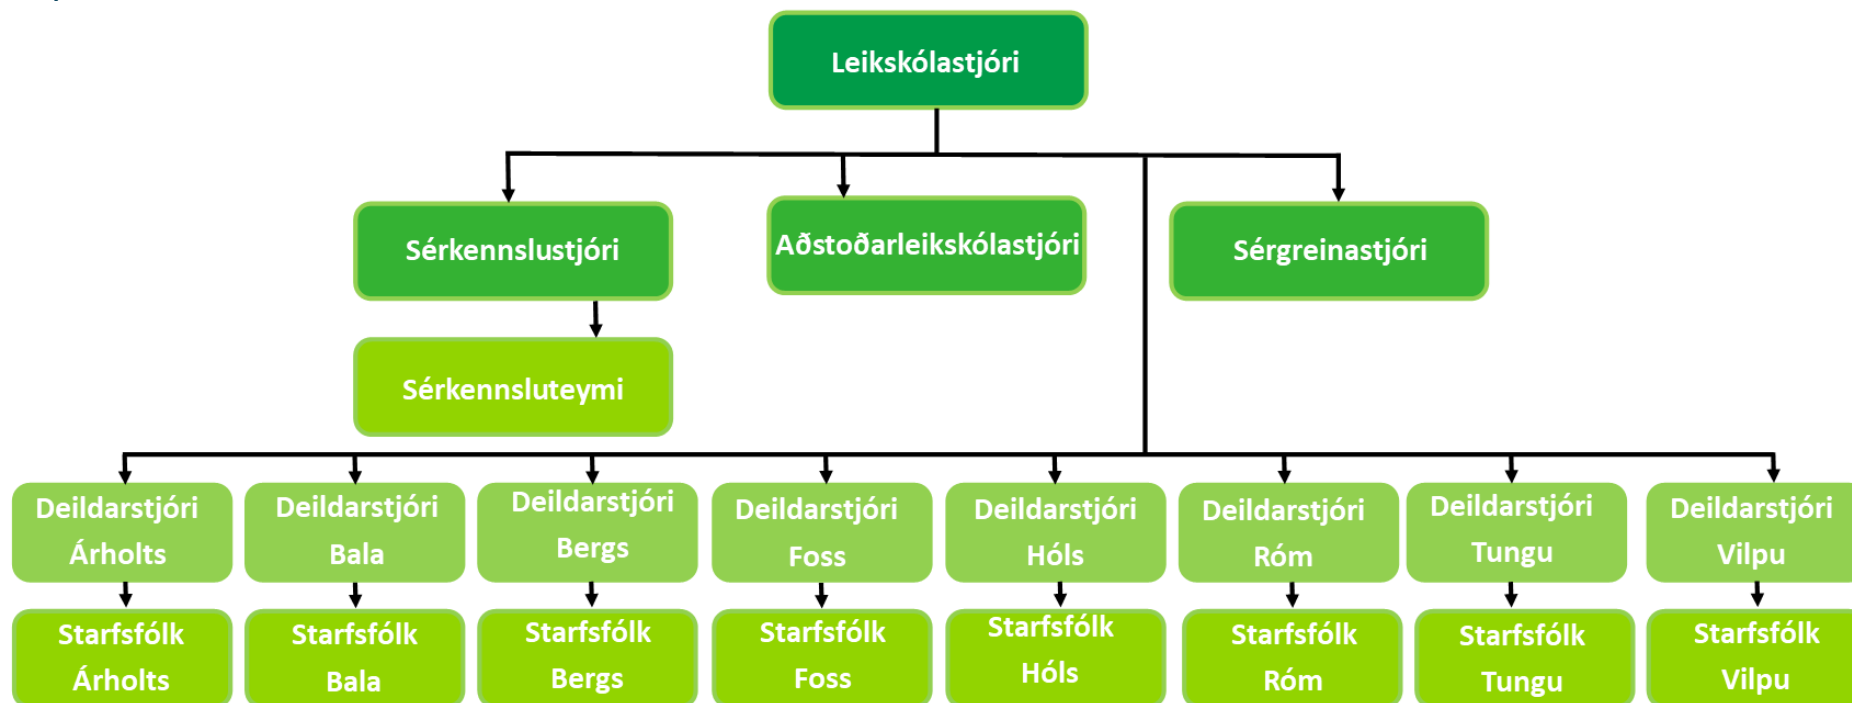 Leikskólastjóri
Sérkennslustjóri
Aðstoðarleikskólastjóri
Sérgreinastjóri
Sérkennsluteymi
Deildarstjóri
Árholts
Deildarstjóri
Bala
Deildarstjóri
Bergs
Deildarstjóri
Foss
Deildarstjóri
Hóls
Deildarstjóri
Róm
Deildarstjóri
Tungu
Deildarstjóri
Vilpu
Starfsfólk
Árholts
Starfsfólk
Bala
Starfsfólk
Bergs
Starfsfólk
Foss
Starfsfólk
Hóls
Starfsfólk
Róm
Starfsfólk
Tungu
Starfsfólk
Vilpu